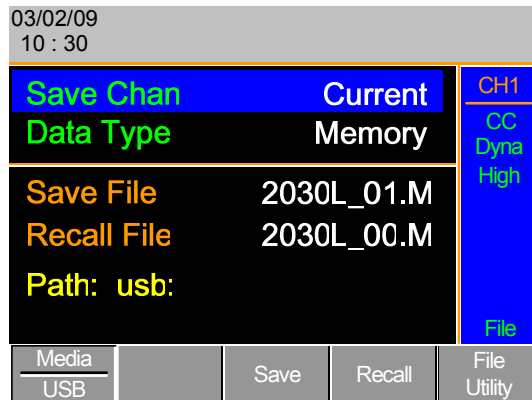 03/02/09
10 : 30
Save Chan Current
Data Type Memory
Save File 2030L_01.M
Recall File 2030L_00.M
Path: usb:
CH1
CC
Dyna
High
File
Media
USB
Save
Recall
File
Utility